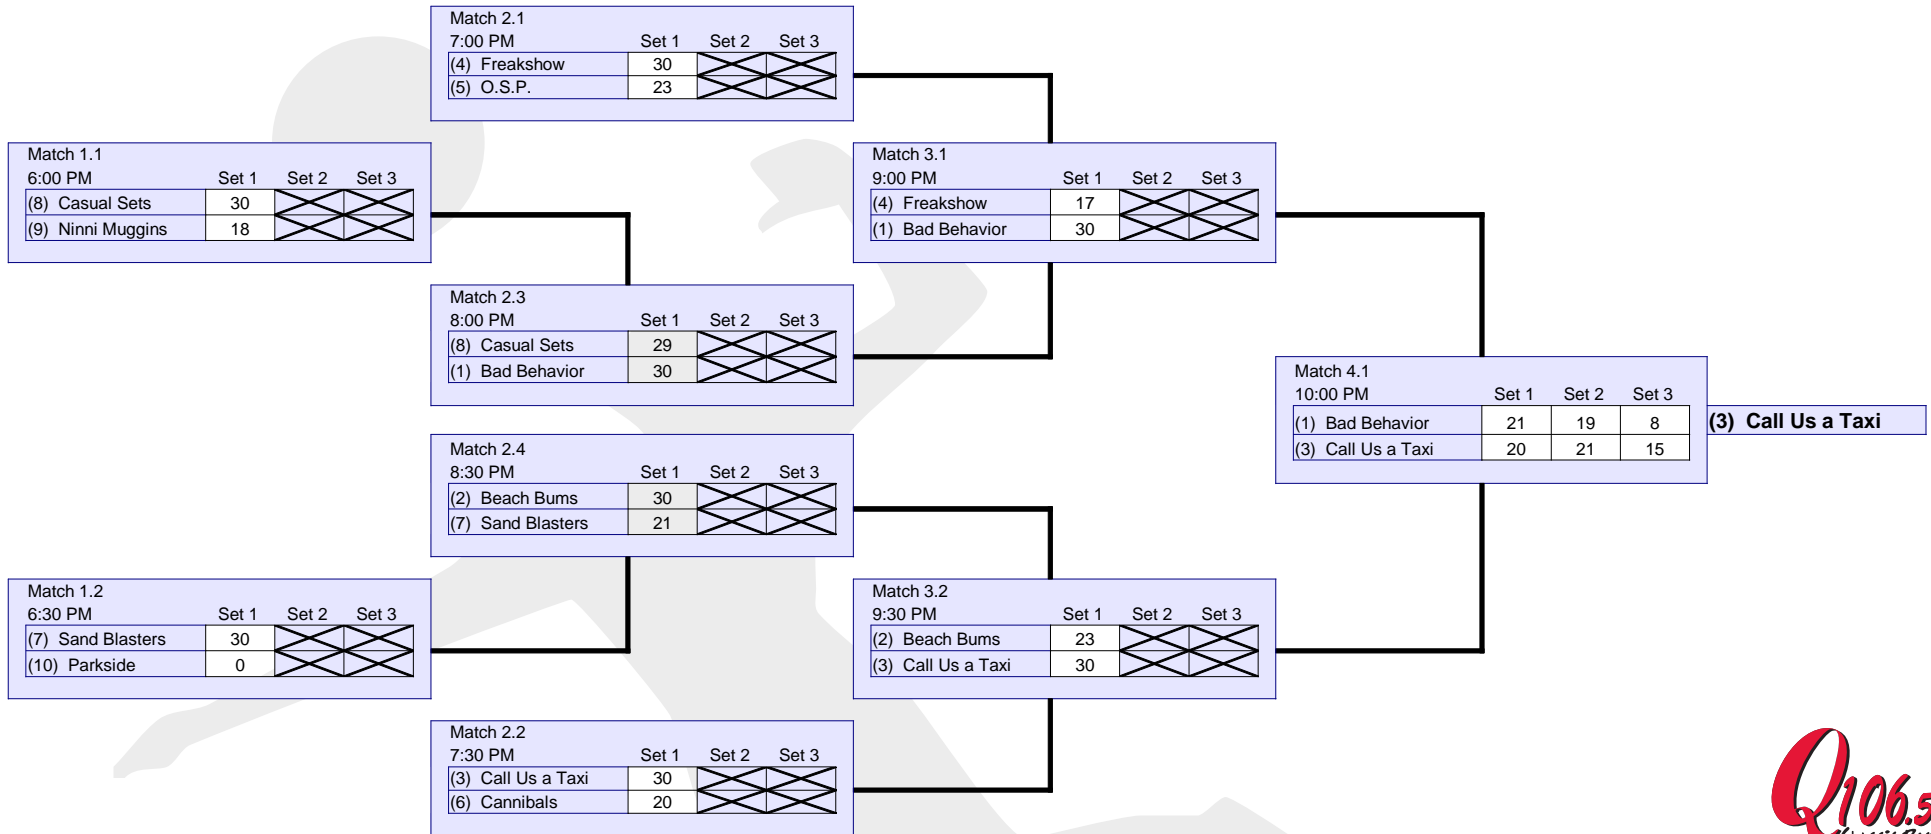 Match 2.1
7:00 PM Set 1 Set 2 Set 3
(4) Freakshow 30
(5) O.S.P. 23
Match 1.1
6:00 PM Set 1 Set 2 Set 3
(8) Casual Sets 30
(9) Ninni Muggins 18
Match 3.1
9:00 PM Set 1 Set 2 Set 3
(4) Freakshow 17
(1) Bad Behavior 30
Match 2.3
8:00 PM Set 1 Set 2 Set 3
(8) Casual Sets 29
(1) Bad Behavior 30
Match 4.1
10:00 PM Set 1 Set 2 Set 3
(1) Bad Behavior 21 19 8
(3) Call Us a Taxi 20 21 15
(3) Call Us a Taxi
Match 2.4
8:30 PM Set 1 Set 2 Set 3
(2) Beach Bums 30
(7) Sand Blasters 21
Match 1.2
6:30 PM Set 1 Set 2 Set 3
(7) Sand Blasters 30
(10) Parkside 0
Match 3.2
9:30 PM Set 1 Set 2 Set 3
(2) Beach Bums 23
(3) Call Us a Taxi 30
Match 2.2
7:30 PM Set 1 Set 2 Set 3
(3) Call Us a Taxi 30
(6) Cannibals 20
Q106.5